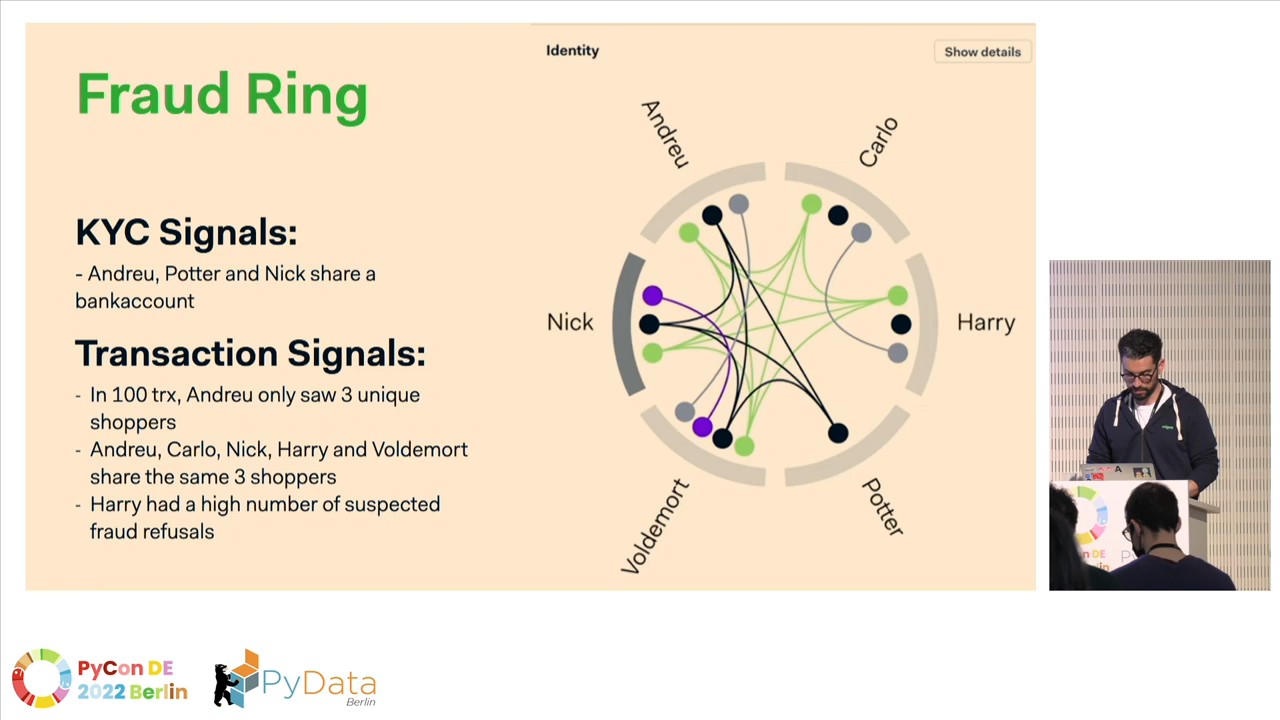 Fraud Ring
KYC Signals:
- Andreu, Potter and Nick share a
bankaccount
Transaction Signals:
- In 100 trx, Andreu only saw 3 unique
shoppers
- Andreu, Carlo, Nick, Harry and Voldemort
share the same 3 shoppers
- Harry had a high number of suspected
fraud refusals
Identity
Show details
Andreu
Carlo
Nick
Harry
Voldemort
Potter
PyCon DE
2022 Berlin
PyData
Berlin